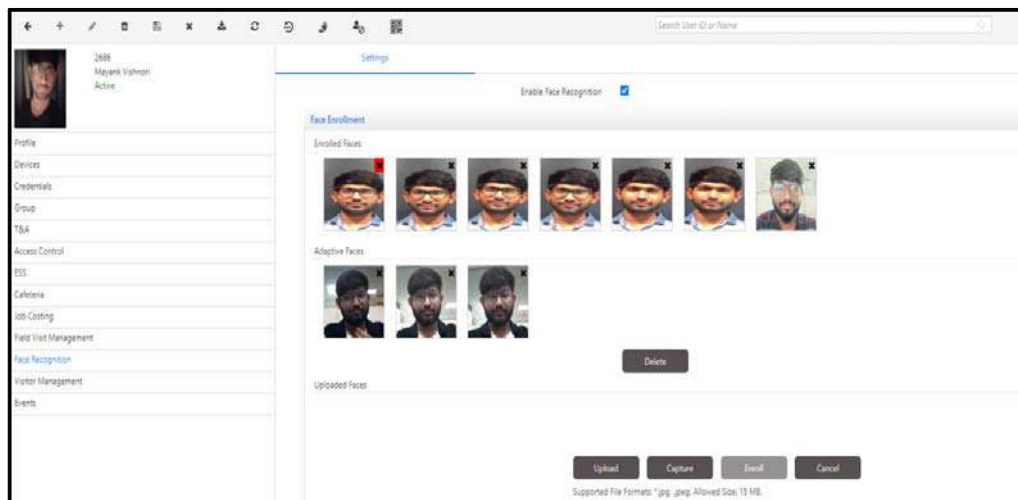 Search User ID or Name
2686
Mayank Vishnori
Active
Settings
Enable Face Recognition
Face Enrollment
Profile
Enrolled Faces
Devices
Credentials
Group
T&A
Access Control
Adaptive Faces
ESS
Cafeteria
Job Costing
Field Visit Management
Face Recognition
Delete
Visitor Management
Uploaded Faces
Events
Upload Capture Enroll Cancel
Supported File Formats: *.jpg, .jpeg. Allowed Size: 15 MB.